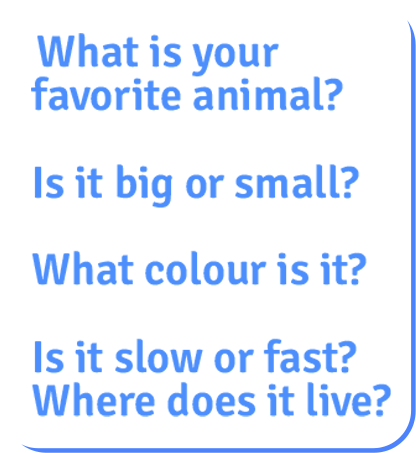 What is your
favorite animal?
Is it big or small?
What colour is it?
Is it slow or fast?
Where does it live?